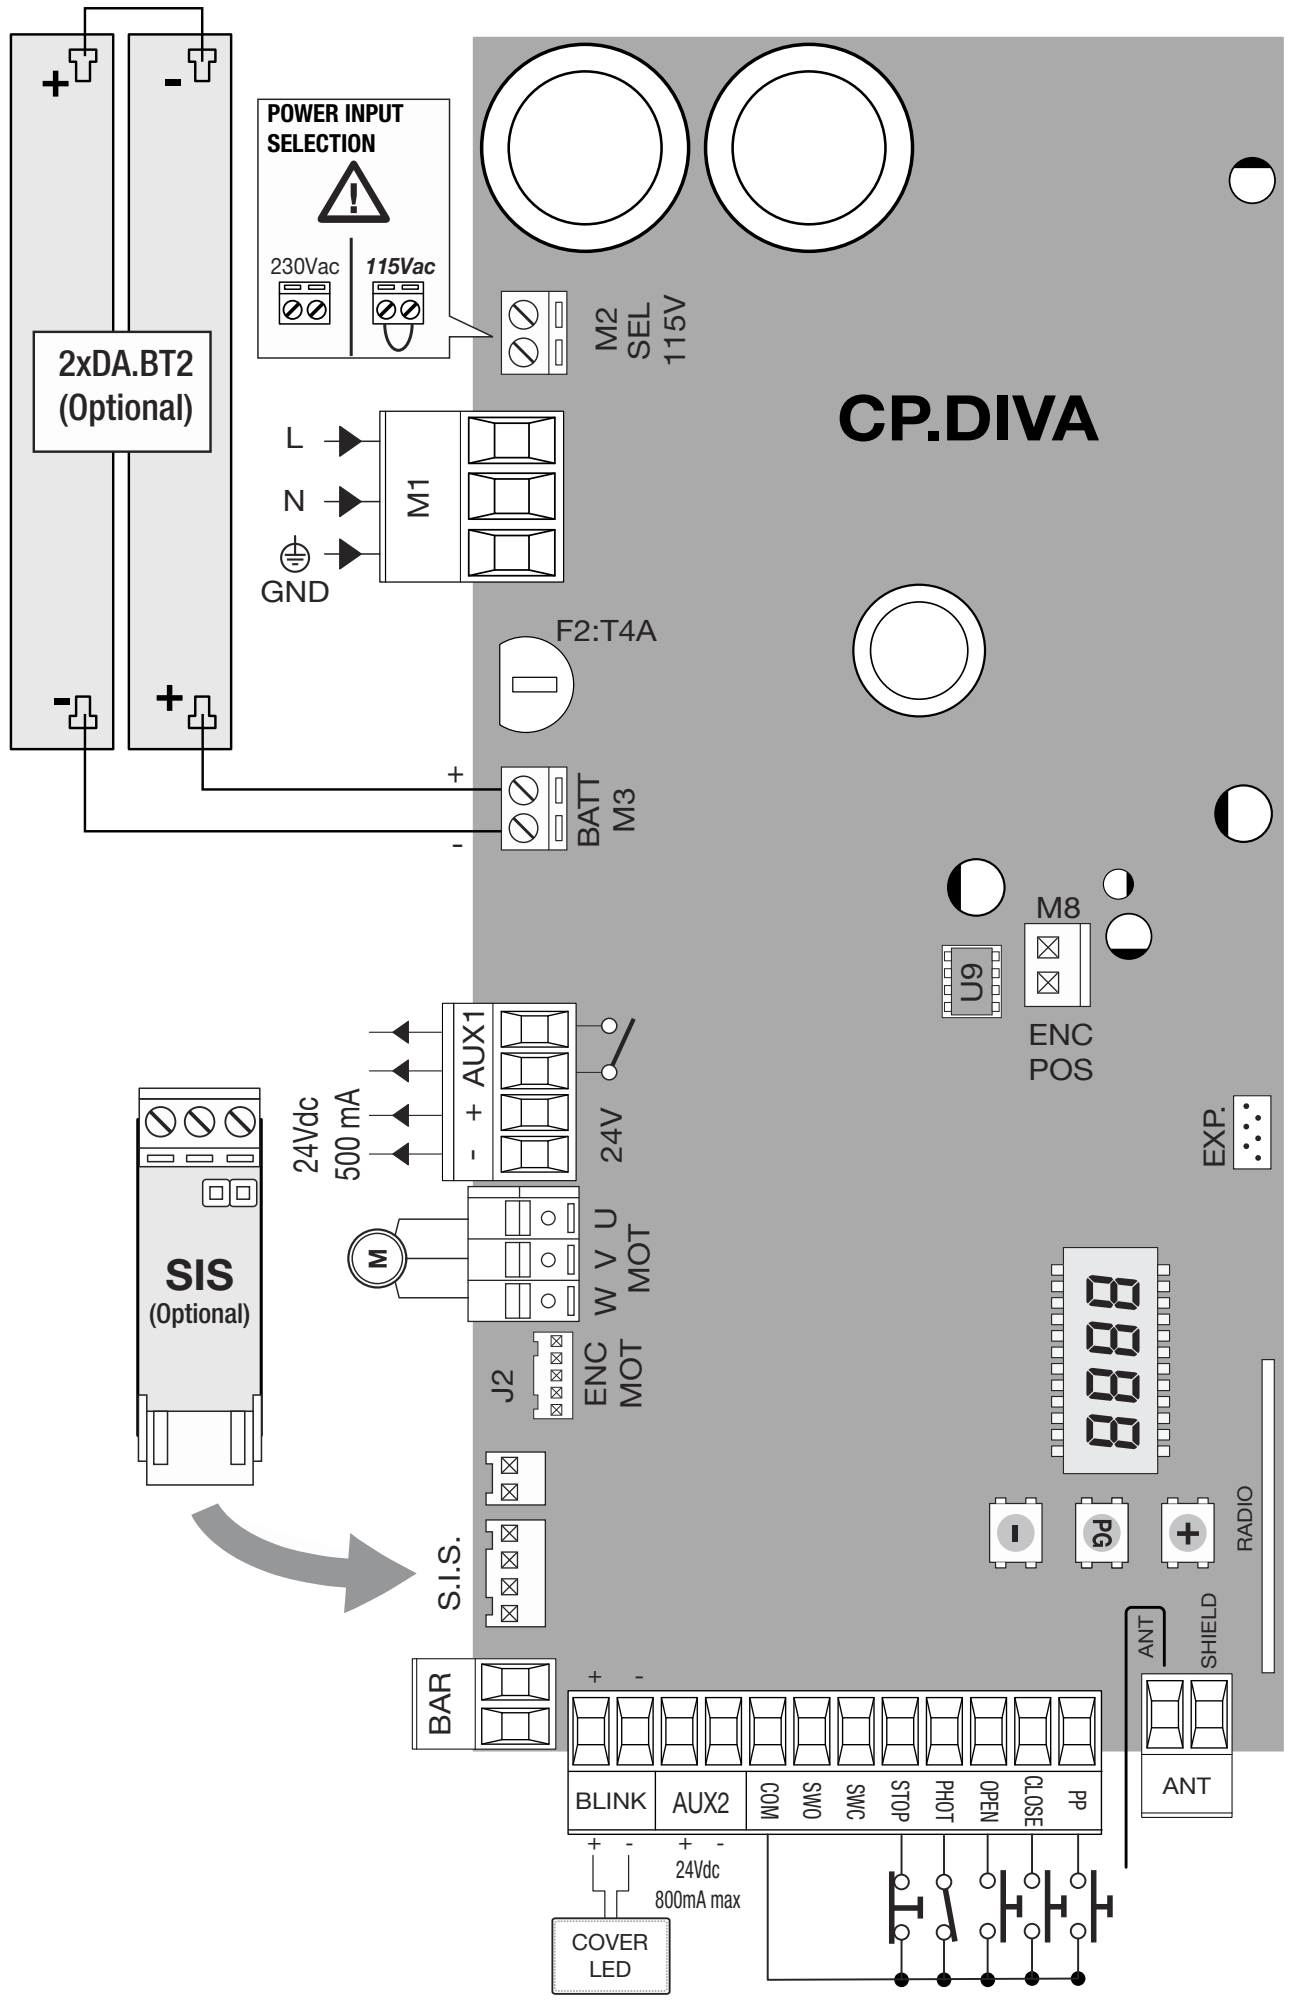 +
-
POWER INPUT
SELECTION
!
230Vac
115Vac
M2
SEL
115V
2xDA.BT2
(Optional)
CP.DIVA
L
N
GND
M1
F2:T4A
-
+
+
-
BATT
M3
M8
U9
ENC
POS
AUX1
+
-
24Vdc
500 mA
24V
EXP.
SIS
(Optional)
M
U
V
W
MOT
J2
ENC
MOT
8888
-
PG
+
RADIO
S.I.S.
ANT
SHIELD
BAR
+ -
BLINK
AUX2
COM
SWO
SWC
STOP
PHOT
OPEN
CLOSE
PP
ANT
+ -
+ -
24Vdc
800mA max
COVER
LED